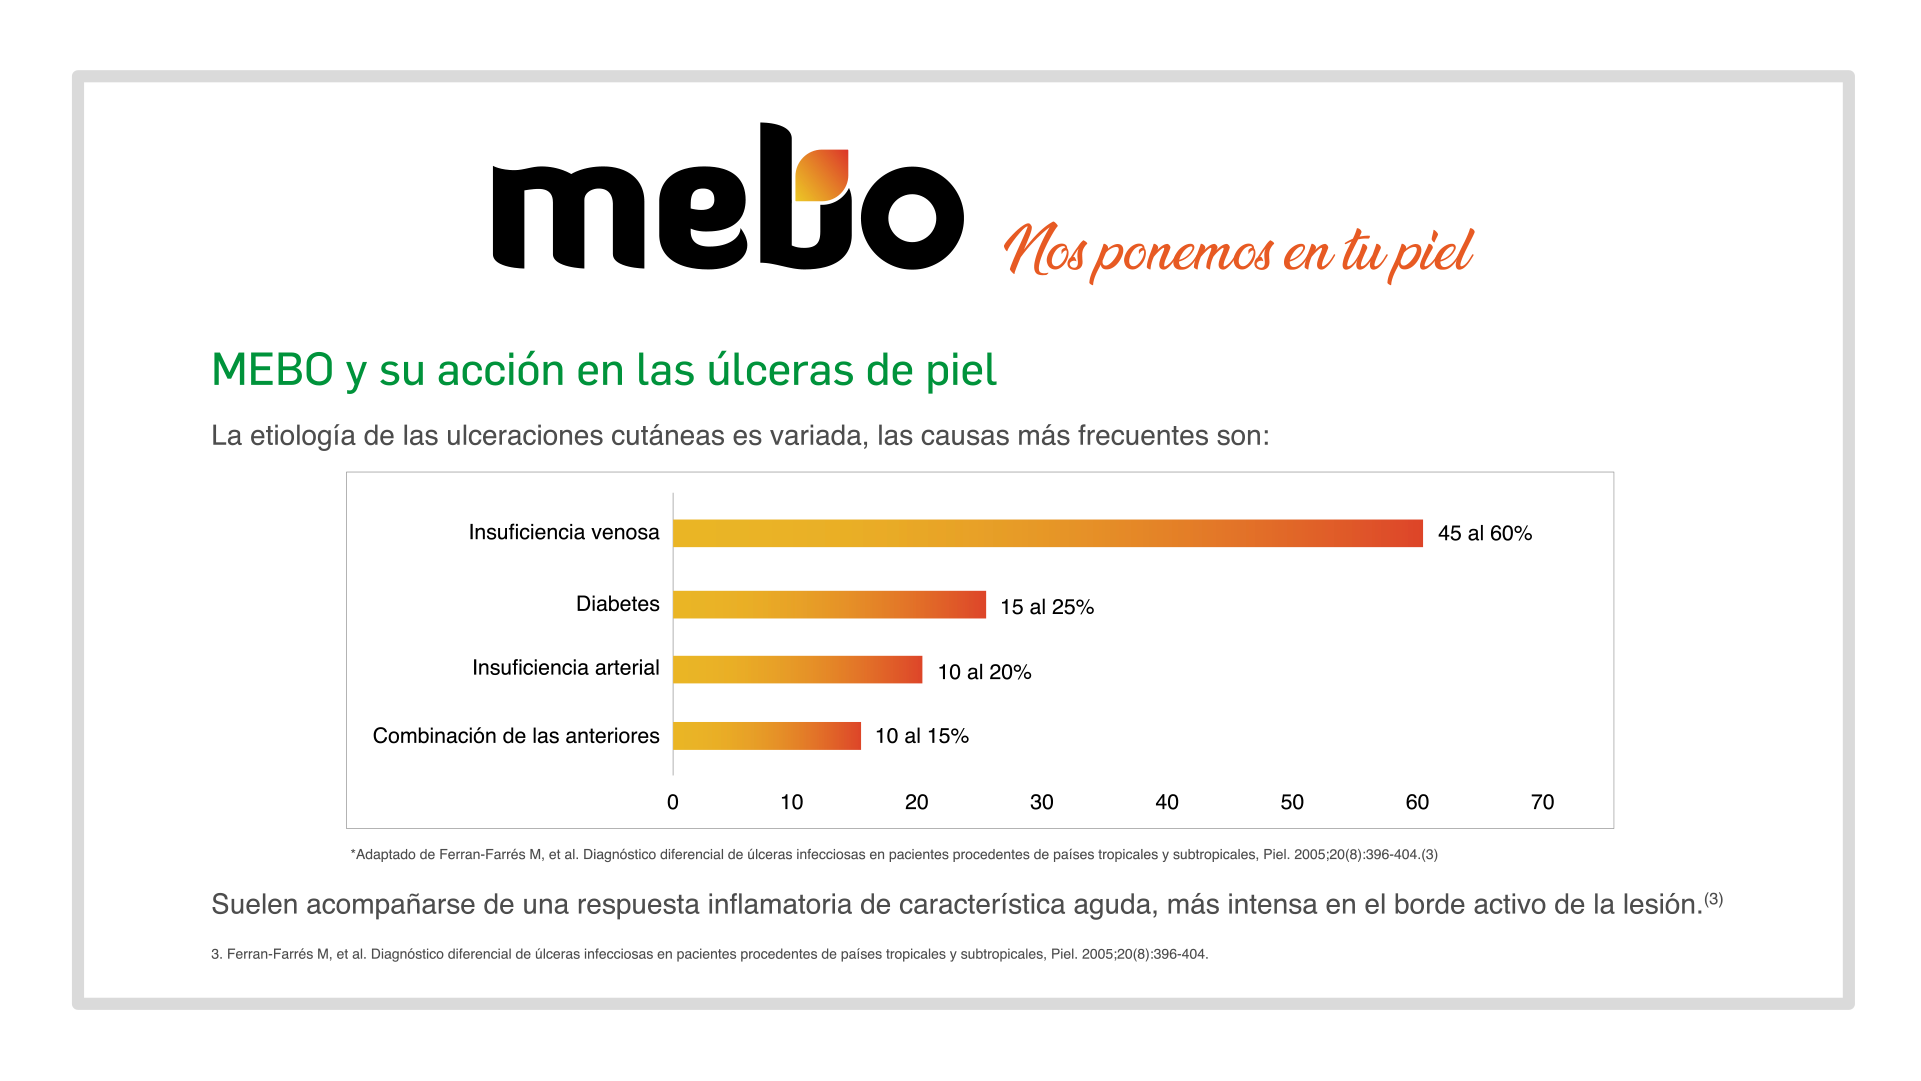 mebo
Nos ponemos en tu piel
MEBO y su acción en las úlceras de piel
La etiología de las ulceraciones cutáneas es variada, las causas más frecuentes son:
Insuficiencia venosa 45 al 60%
Diabetes 15 al 25%
Insuficiencia arterial 10 al 20%
Combinación de las anteriores 10 al 15%
0 10 20 30 40 50 60 70
*Adaptado de Ferran-Farrés M, et al. Diagnóstico diferencial de úlceras infecciosas en pacientes procedentes de países tropicales y subtropicales, Piel. 2005;20(8):396-404.(3)
Suelen acompañarse de una respuesta inflamatoria de característica aguda, más intensa en el borde activo de la lesión.(3)
3. Ferran-Farrés M, et al. Diagnóstico diferencial de úlceras infecciosas en pacientes procedentes de países tropicales y subtropicales, Piel. 2005;20(8):396-404.